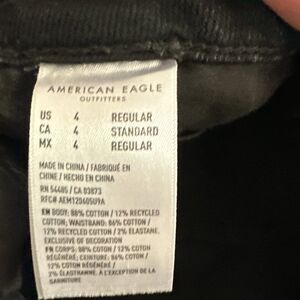 AMERICAN EAGLE
OUTFITTERS
US 4 REGULAR
CA 4 STANDARD
MX 4 REGULAR
MADE IN CHINA / FABRIQUÉ EN
CHINE / HECHO EN CHINA
RN 54485 / CA 03873
RFC# AEM120405U9A
EN BODY: 88% COTTON / 12% RECYCLED
COTTON; WAISTBAND: 86% COTTON /
12% RECYCLED COTTON / 2% ELASTANE.
EXCLUSIVE OF DECORATION
FR CORPS: 88% COTON / 12% COTON
RÉGÉNÉRÉ; CEINTURE: 86% COTON /
12% COTON RÉGÉNÉRÉ /
2% ÉLASTHANNE. À L'EXCEPTION DE LA
GARNITURE